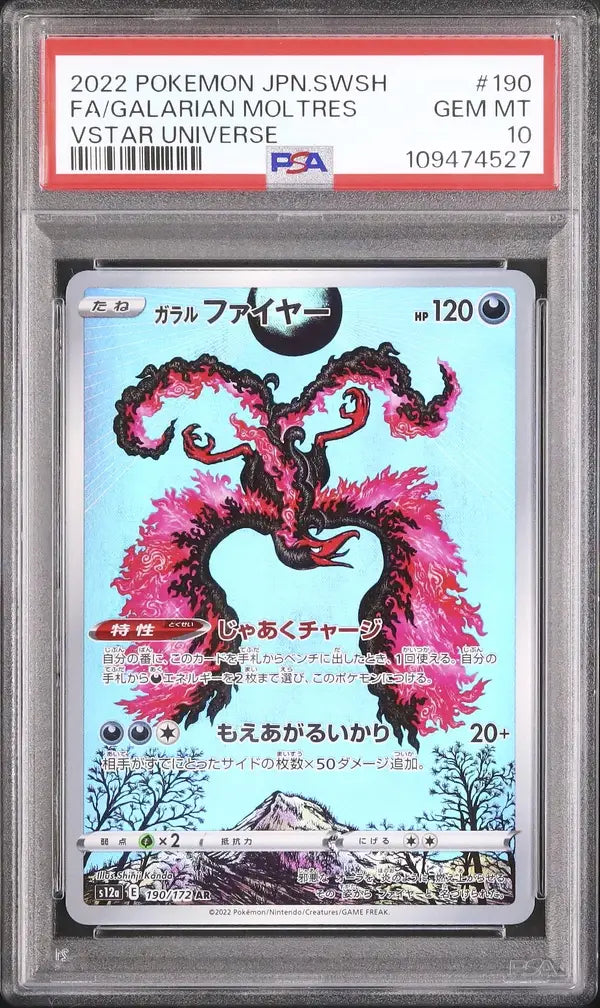 2022 POKEMON JPN.SWSH #190
FA/GALARIAN MOLTRES GEM MT
VSTAR UNIVERSE 10
PSA 109474527
たね ガラル ファイヤー HP 120
特性 とくせい じゃあくチャージ
自分の番に、このカードを手札からベンチに出したとき、1回使える。自分の
手札からエネルギーを2枚まで選び、このポケモンにつける。
もえあがるいかり 20+
相手がすでにとったサイドの枚数×50ダメージ追加。
弱点 ×2 抵抗力 にげる
Illus. Shinji Kanda
s12a E 190/172 AR
©2022 Pokémon/Nintendo/Creatures/GAME FREAK.
PSA